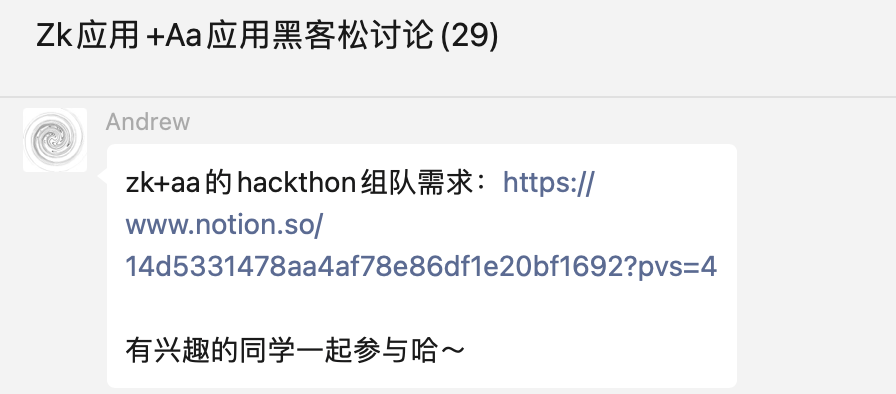 Zk应用+Aa应用黑客松讨论(29)
Andrew
zk+aa的hackthon组队需求：https://
www.notion.so/
14d5331478aa4af78e86df1e20bf1692?pvs=4
有兴趣的同学一起参与哈～